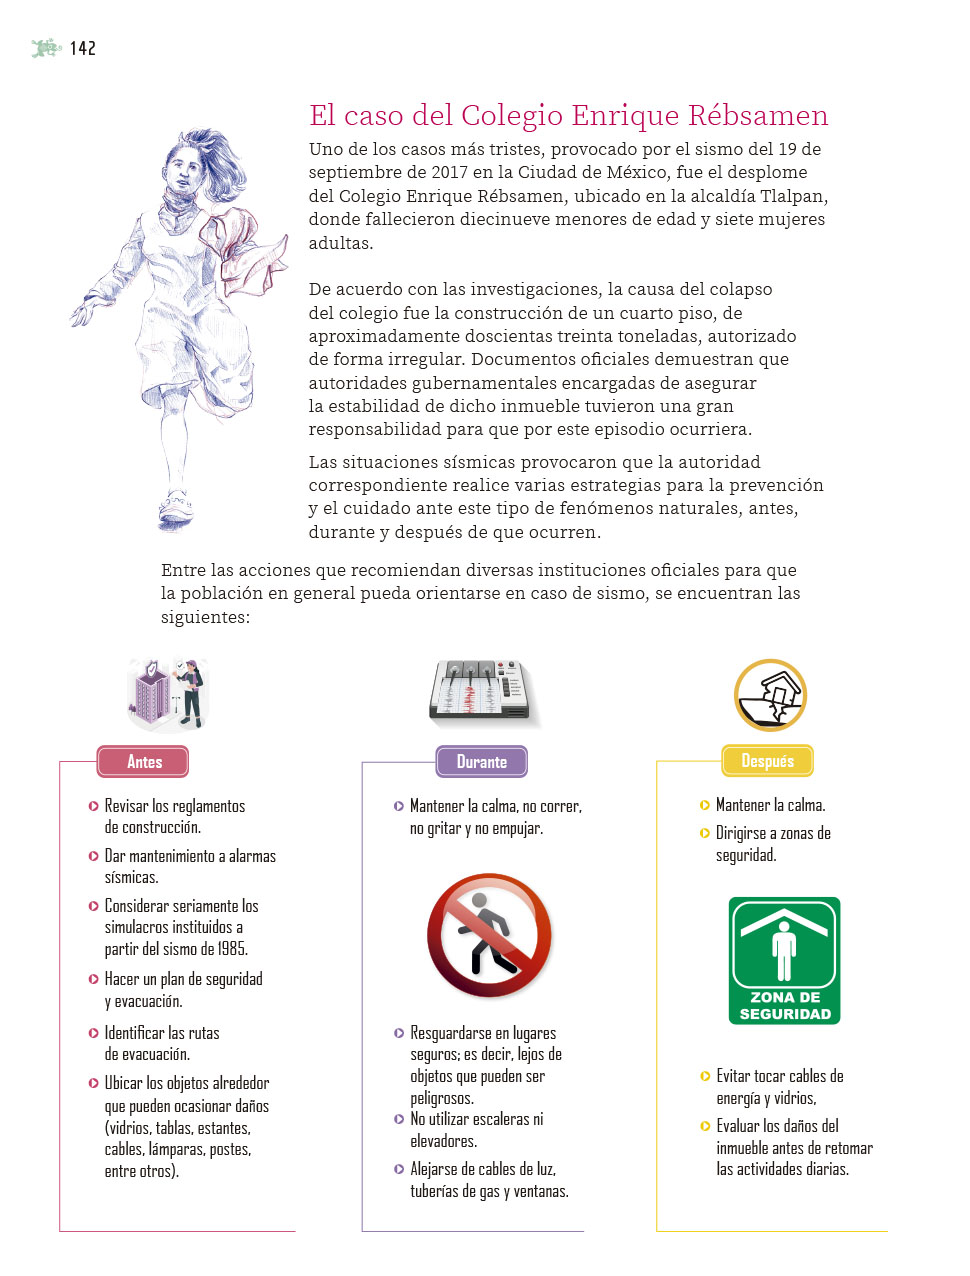 142
El caso del Colegio Enrique Rébsamen
Uno de los casos más tristes, provocado por el sismo del 19 de
septiembre de 2017 en la Ciudad de México, fue el desplome
del Colegio Enrique Rébsamen, ubicado en la alcaldía Tlalpan,
donde fallecieron diecinueve menores de edad y siete mujeres
adultas.
De acuerdo con las investigaciones, la causa del colapso
del colegio fue la construcción de un cuarto piso, de
aproximadamente doscientas treinta toneladas, autorizado
de forma irregular. Documentos oficiales demuestran que
autoridades gubernamentales encargadas de asegurar
la estabilidad de dicho inmueble tuvieron una gran
responsabilidad para que por este episodio ocurriera.
Las situaciones sísmicas provocaron que la autoridad
correspondiente realice varias estrategias para la prevención
y el cuidado ante este tipo de fenómenos naturales, antes,
durante y después de que ocurren.
Entre las acciones que recomiendan diversas instituciones oficiales para que
la población en general pueda orientarse en caso de sismo, se encuentran las
siguientes:
Antes
Revisar los reglamentos
de construcción.
Dar mantenimiento a alarmas
sísmicas.
Considerar seriamente los
simulacros instituidos a
partir del sismo de 1985.
Hacer un plan de seguridad
y evacuación.
Identificar las rutas
de evacuación.
Ubicar los objetos alrededor
que pueden ocasionar daños
(vidrios, tablas, estantes,
cables, lámparas, postes,
entre otros).
Durante
Mantener la calma, no correr,
no gritar y no empujar.
Resguardarse en lugares
seguros; es decir, lejos de
objetos que pueden ser
peligrosos.
No utilizar escaleras ni
elevadores.
Alejarse de cables de luz,
tuberías de gas y ventanas.
Después
Mantener la calma.
Dirigirse a zonas de
seguridad.
ZONA DE
SEGURIDAD
Evitar tocar cables de
energía y vidrios,
Evaluar los daños del
inmueble antes de retomar
las actividades diarias.